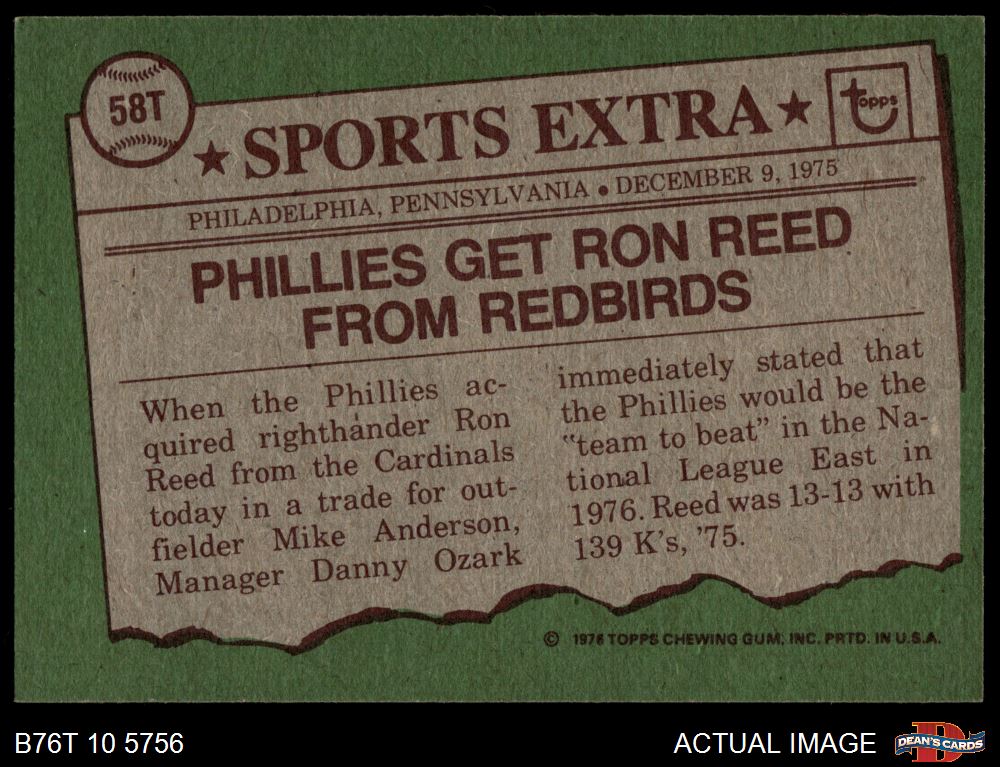 58T
★ SPORTS EXTRA ★
topps
PHILADELPHIA, PENNSYLVANIA • DECEMBER 9, 1975
PHILLIES GET RON REED
FROM REDBIRDS
When the Phillies ac-
quired righthander Ron
Reed from the Cardinals
today in a trade for out-
fielder Mike Anderson,
Manager Danny Ozark
immediately stated that
the Phillies would be the
"team to beat" in the Na-
tional League East in
1976. Reed was 13-13 with
139 K's, '75.
© 1976 TOPPS CHEWING GUM, INC. PRTD. IN U.S.A.
B76T 10 5756
ACTUAL IMAGE
D
DEAN'S CARDS